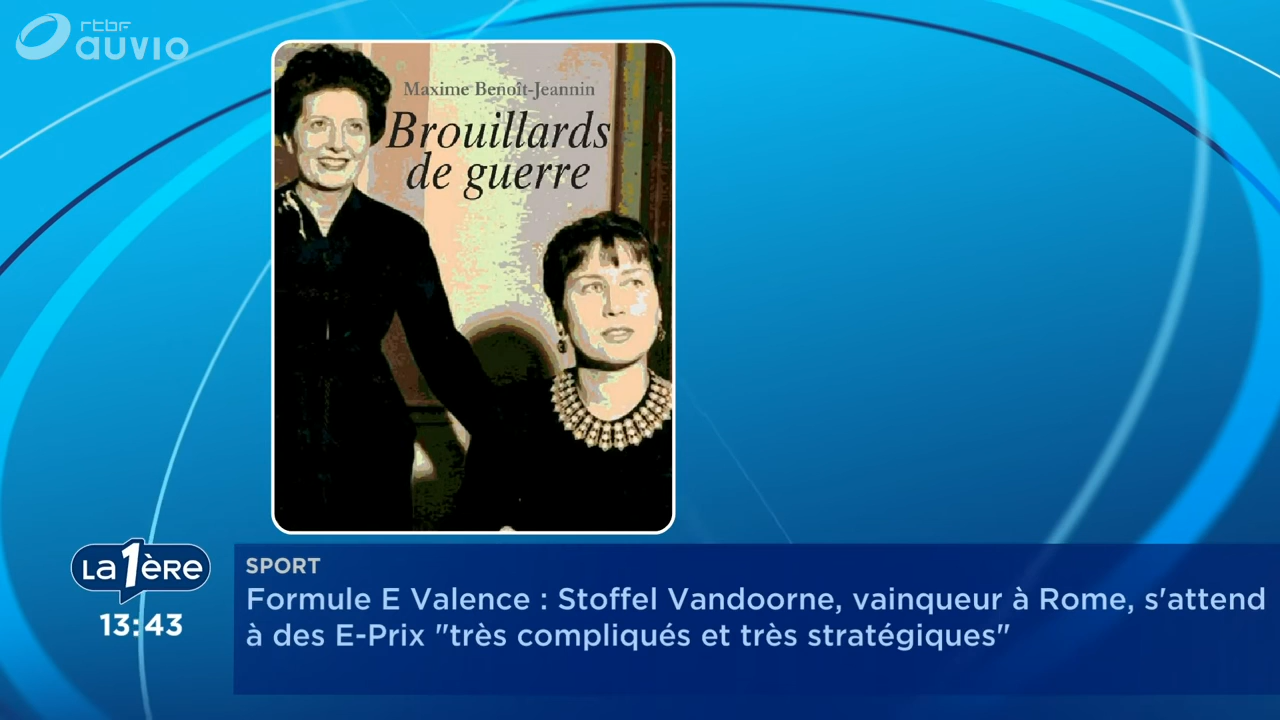 rtbf
auvio
Maxime Benoît-Jeannin
Brouillards
de guerre
La 1ère
13:43
SPORT
Formule E Valence : Stoffel Vandoorne, vainqueur à Rome, s'attend
à des E-Prix "très compliqués et très stratégiques"